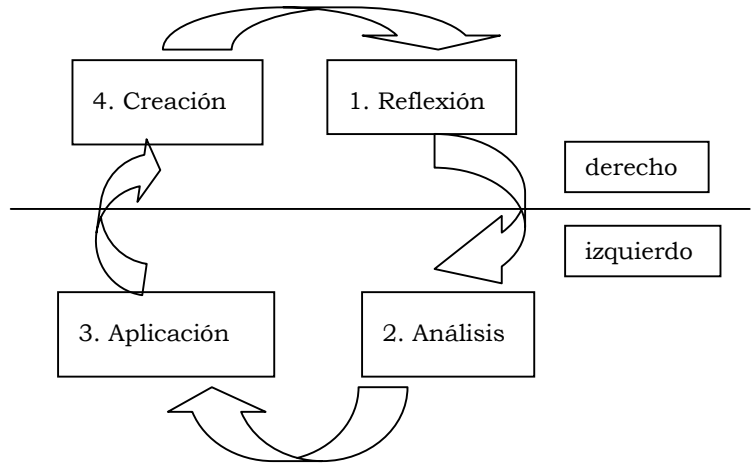 4. Creación
1. Reflexión
derecho
izquierdo
3. Aplicación
2. Análisis